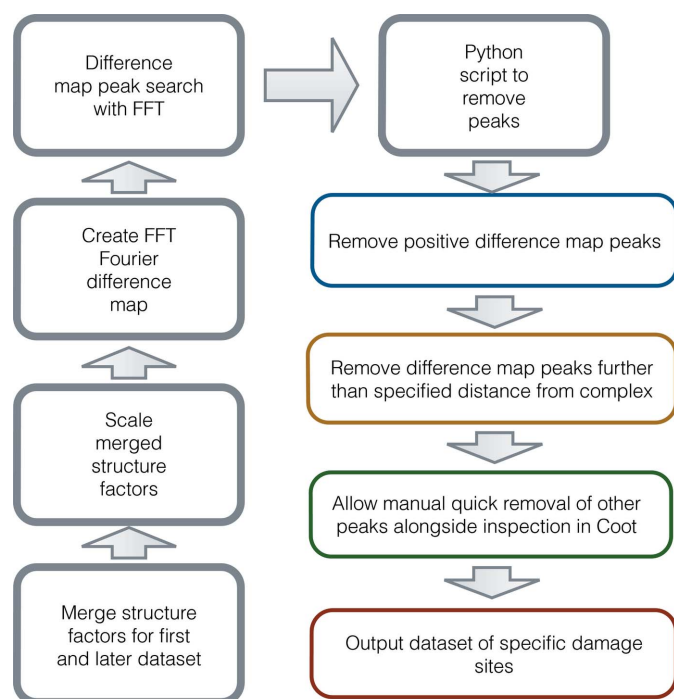 Difference
map peak search
with FFT
Python
script to
remove
peaks
Create FFT
Fourier
difference
map
Remove positive difference map peaks
Remove difference map peaks further
than specified distance from complex
Scale
merged
structure
factors
Allow manual quick removal of other
peaks alongside inspection in Coot
Merge structure
factors for first
and later dataset
Output dataset of specific damage
sites